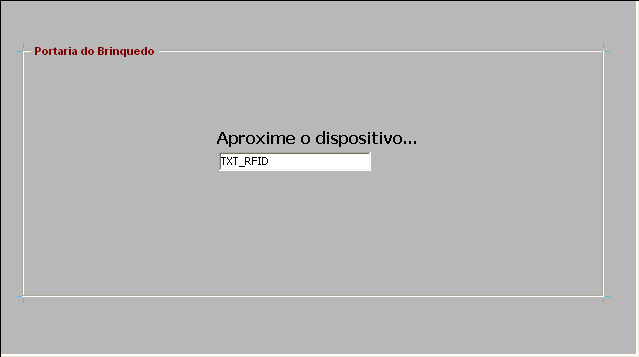 Portaria do Brinquedo
Aproxime o dispositivo...
TXT_RFID